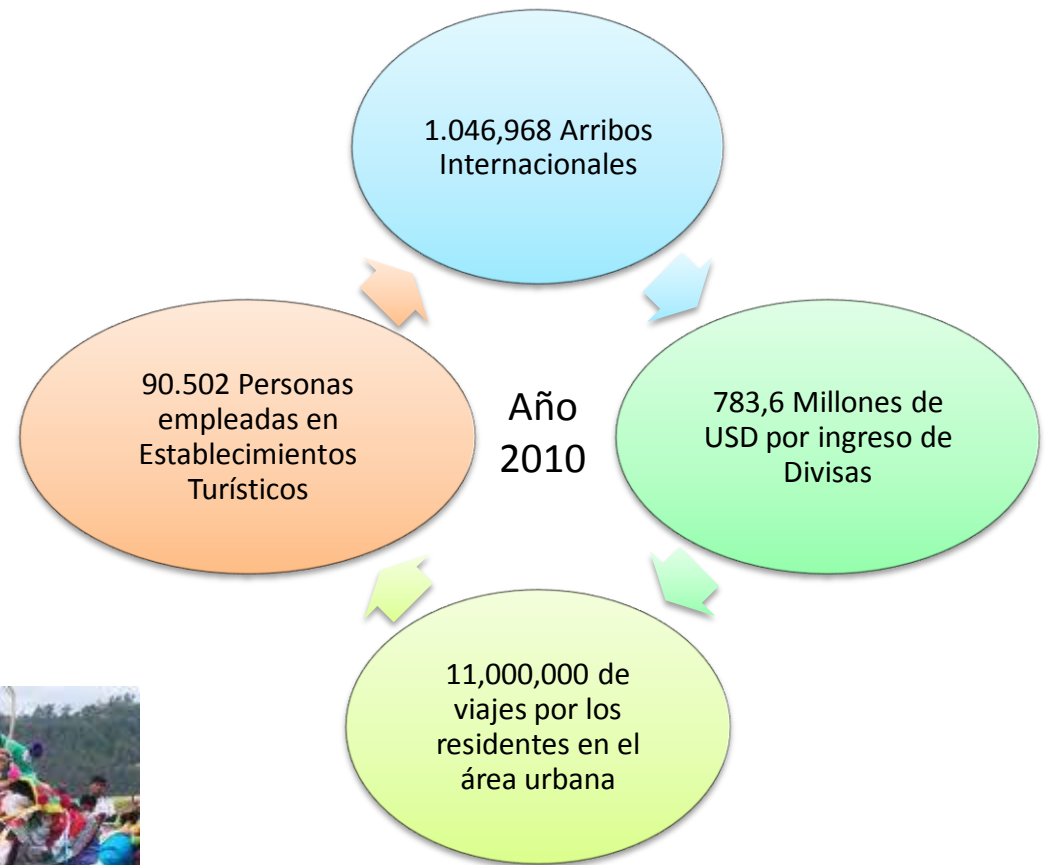 1.046,968 Arribos
Internacionales
90.502 Personas
empleadas en
Establecimientos
Turísticos
Año
2010
783,6 Millones de
USD por ingreso de
Divisas
11,000,000 de
viajes por los
residentes en el
área urbana